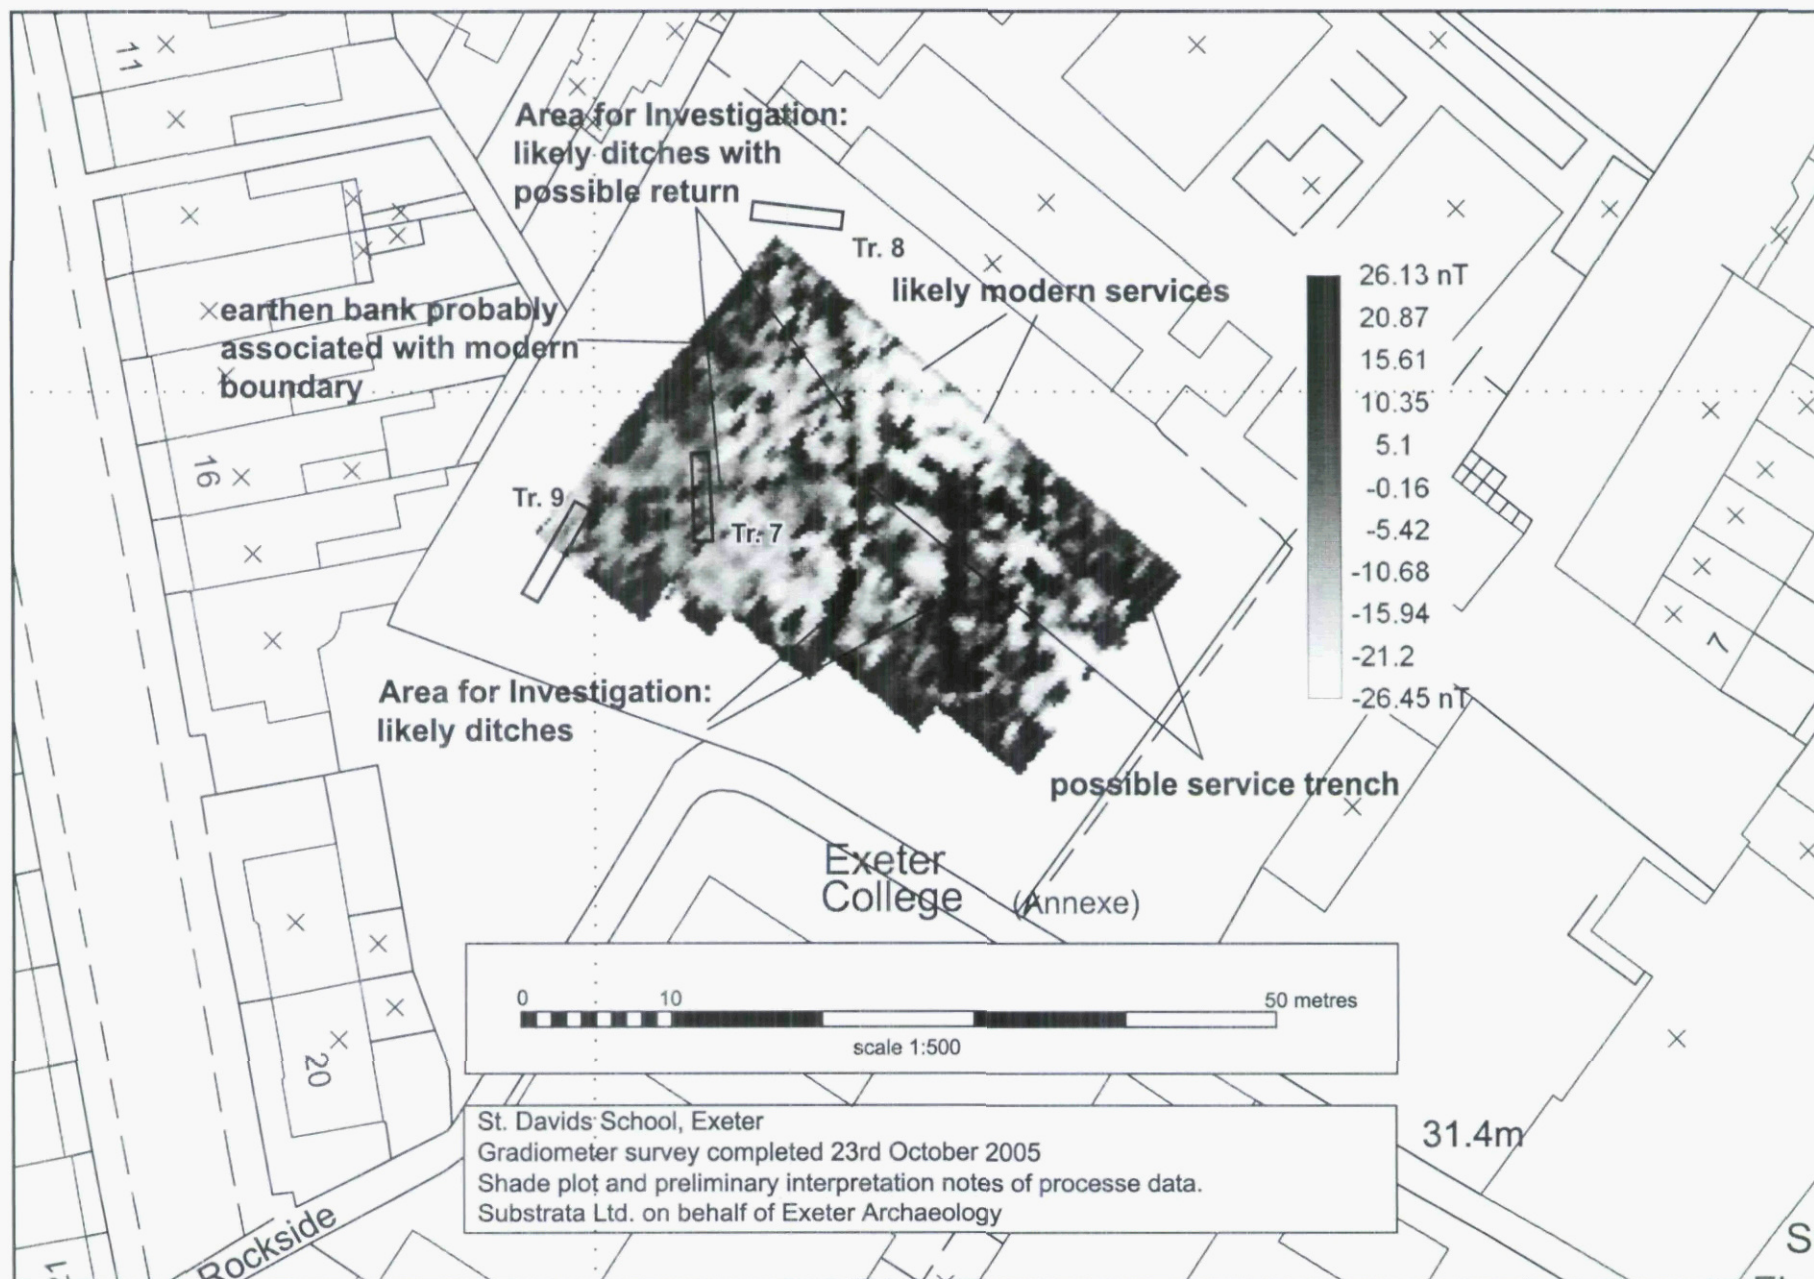 11
Area for Investigation:
likely ditches with
possible return
Tr. 8
likely modern services
26.13 nT
20.87
15.61
10.35
5.1
-0.16
-5.42
-10.68
-15.94
-21.2
-26.45 nT
earthen bank probably
associated with modern
boundary
16
Tr. 9
Tr. 7
7
Area for Investigation:
likely ditches
possible service trench
Exeter
College (Annexe)
0 10 50 metres
scale 1:500
20
St. Davids School, Exeter
Gradiometer survey completed 23rd October 2005
Shade plot and preliminary interpretation notes of processe data.
Substrata Ltd. on behalf of Exeter Archaeology
31.4m
Rockside
21
S